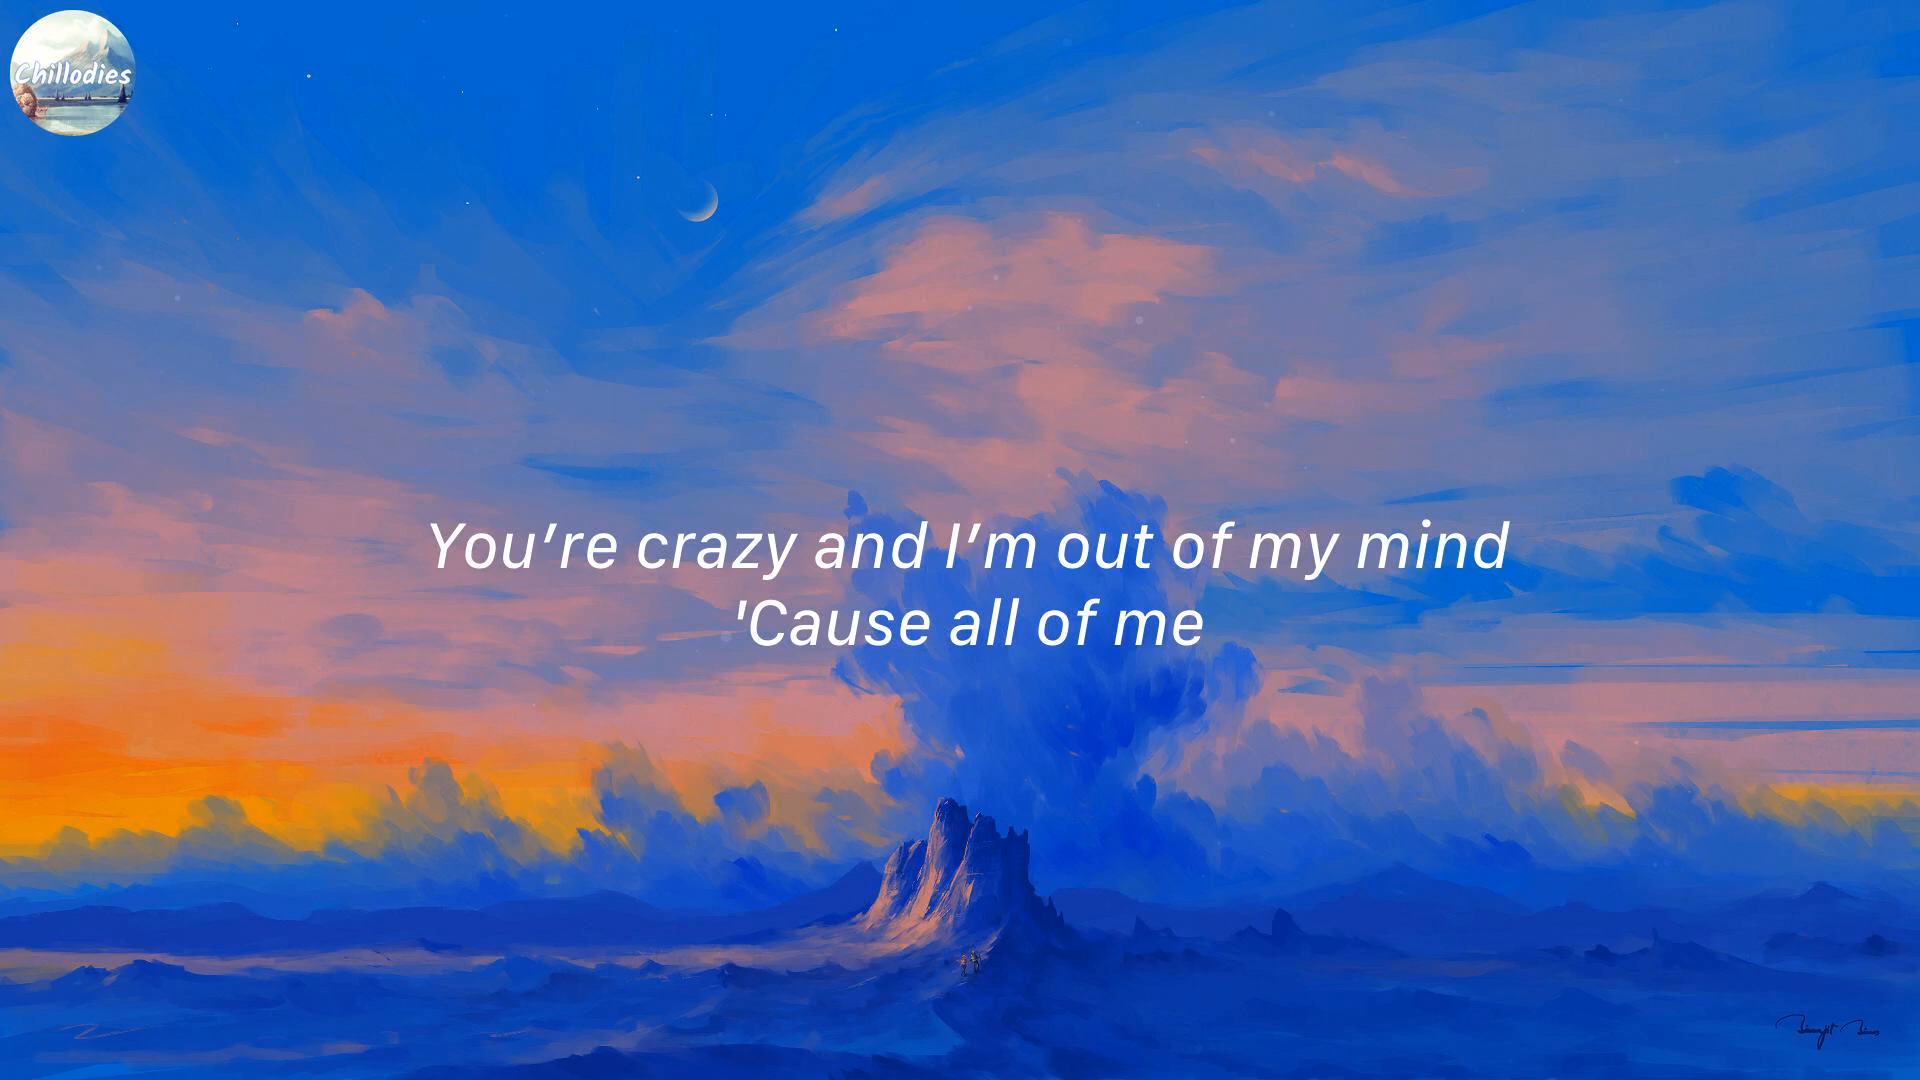 Chillodies
You’re crazy and I’m out of my mind
'Cause all of me